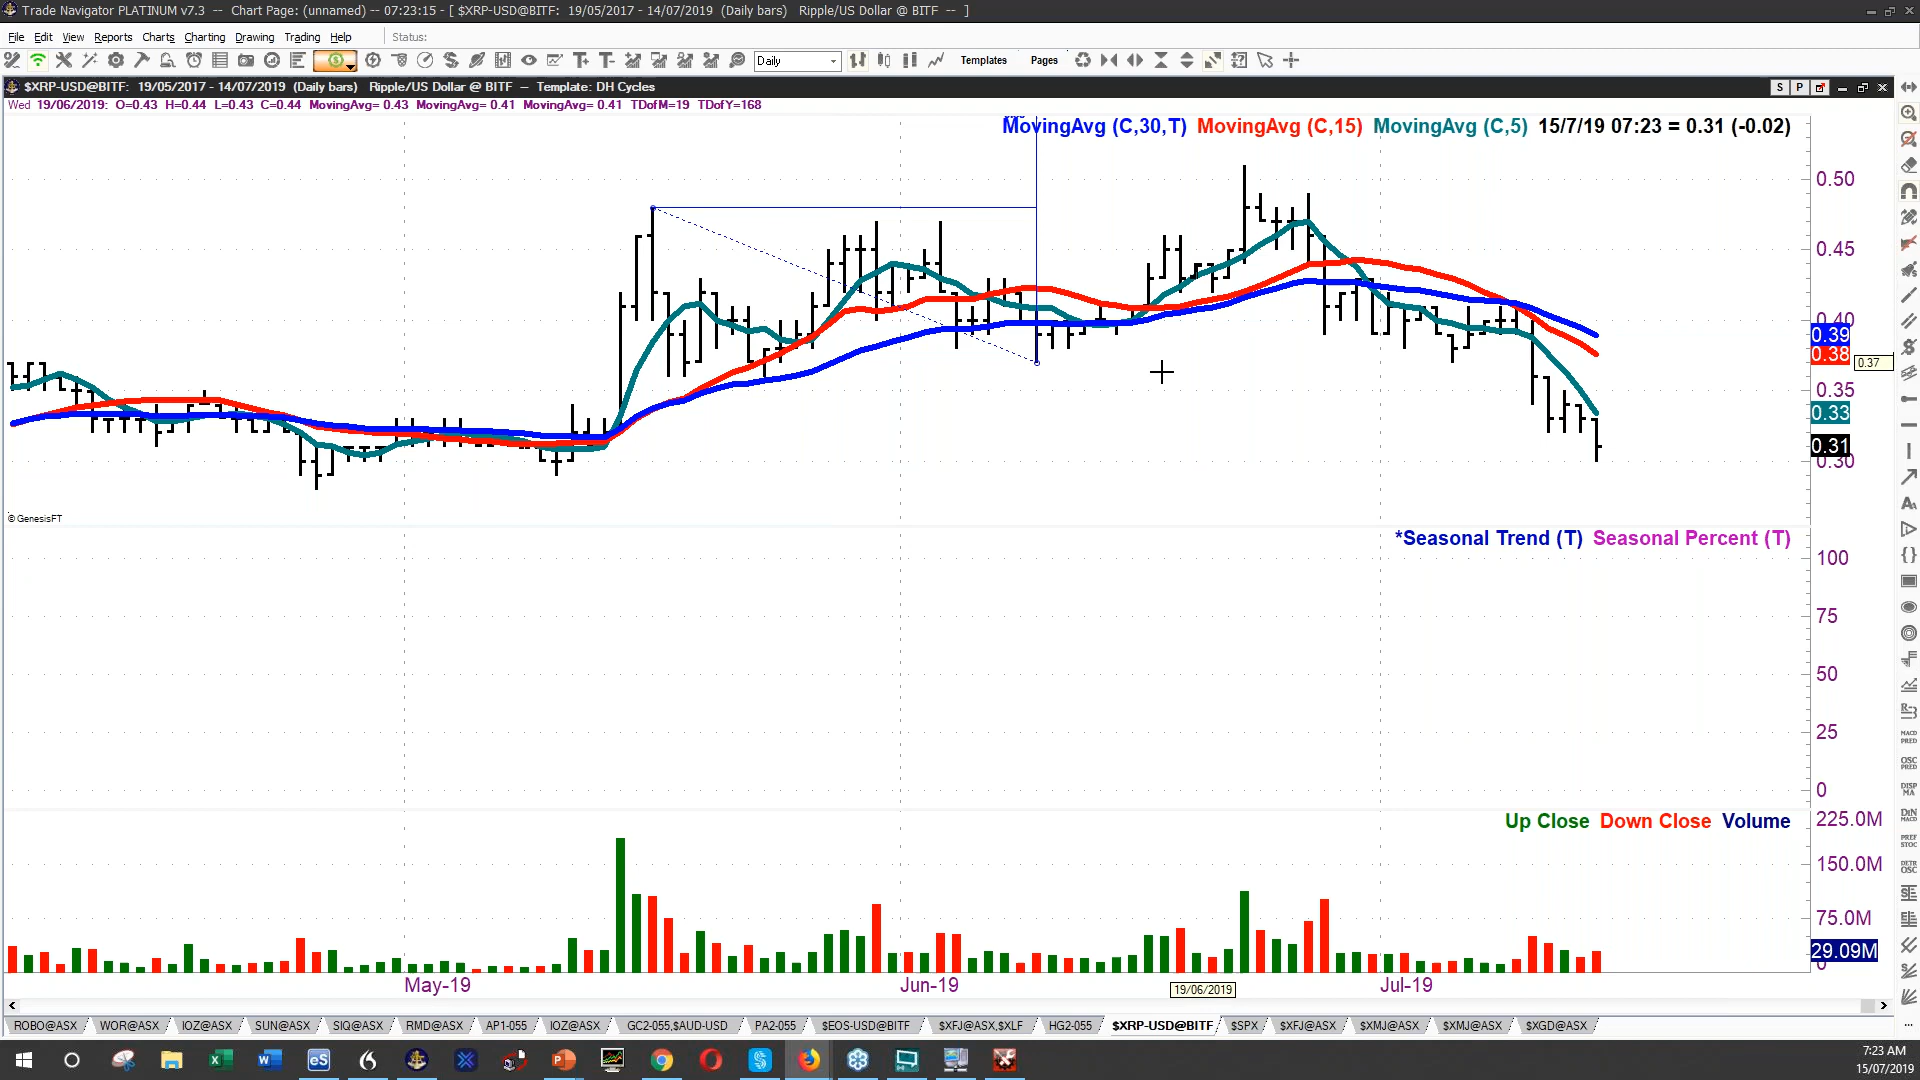 Trade Navigator PLATINUM v7.3 -- Chart Page: (unnamed) -- 07:23:15 - [ $XRP-USD@BITF: 19/05/2017 - 14/07/2019 (Daily bars) Ripple/US Dollar @ BITF -- ]
File Edit View Reports Charts Charting Drawing Trading Help Status:
Daily Templates Pages
$XRP-USD@BITF: 19/05/2017 - 14/07/2019 (Daily bars) Ripple/US Dollar @ BITF -- Template: DH Cycles S P
Wed 19/06/2019: O=0.43 H=0.44 L=0.43 C=0.44 MovingAvg= 0.43 MovingAvg= 0.41 MovingAvg= 0.41 TDofM=19 TDofY=168
MovingAvg (C,30,T) MovingAvg (C,15) MovingAvg (C,5) 15/7/19 07:23 = 0.31 (-0.02)
0.50
0.45
0.40
0.39
0.38
0.37
0.35
0.33
0.31
0.30
© GenesisFT
*Seasonal Trend (T) Seasonal Percent (T)
100
75
50
25
0
Up Close Down Close Volume
225.0M
150.0M
75.0M
29.09M
0
May-19 Jun-19 19/06/2019 Jul-19
ROBO@ASX WOR@ASX IOZ@ASX SUN@ASX SIQ@ASX RMD@ASX AP1-055 IOZ@ASX GC2-055,$AUD-USD PA2-055 $EOS-USD@BITF $XFJ@ASX,$XLF HG2-055 $XRP-USD@BITF $SPX $XFJ@ASX $XMJ@ASX $XMJ@ASX $XGD@ASX
7:23 AM
15/07/2019